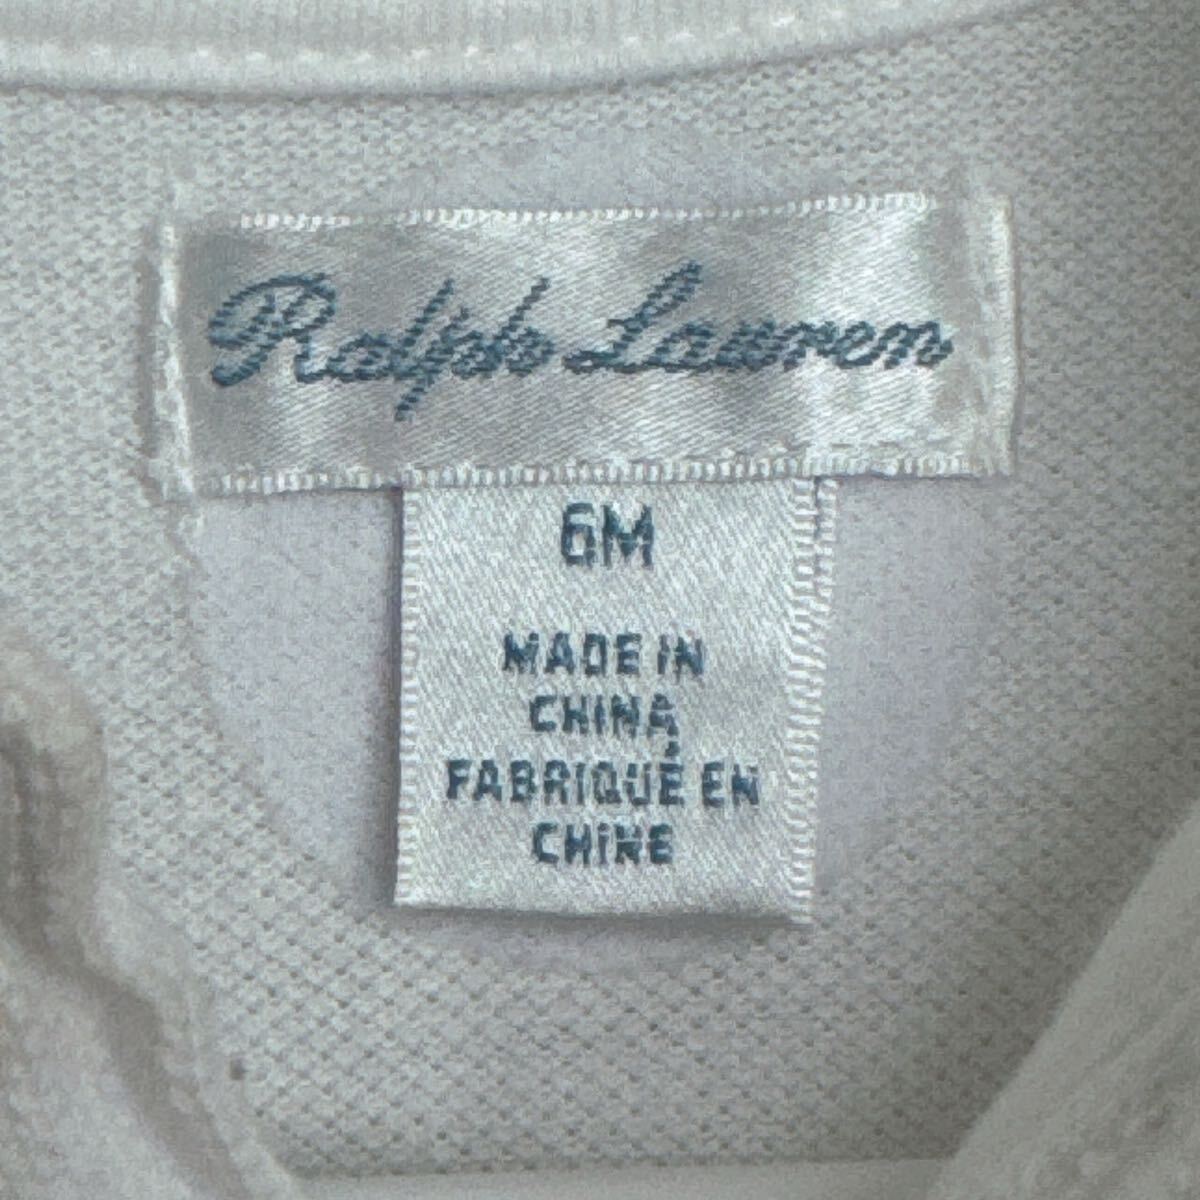 Ralph Lauren
6M
MADE IN
CHINA
FABRIQUÉ EN
CHINE